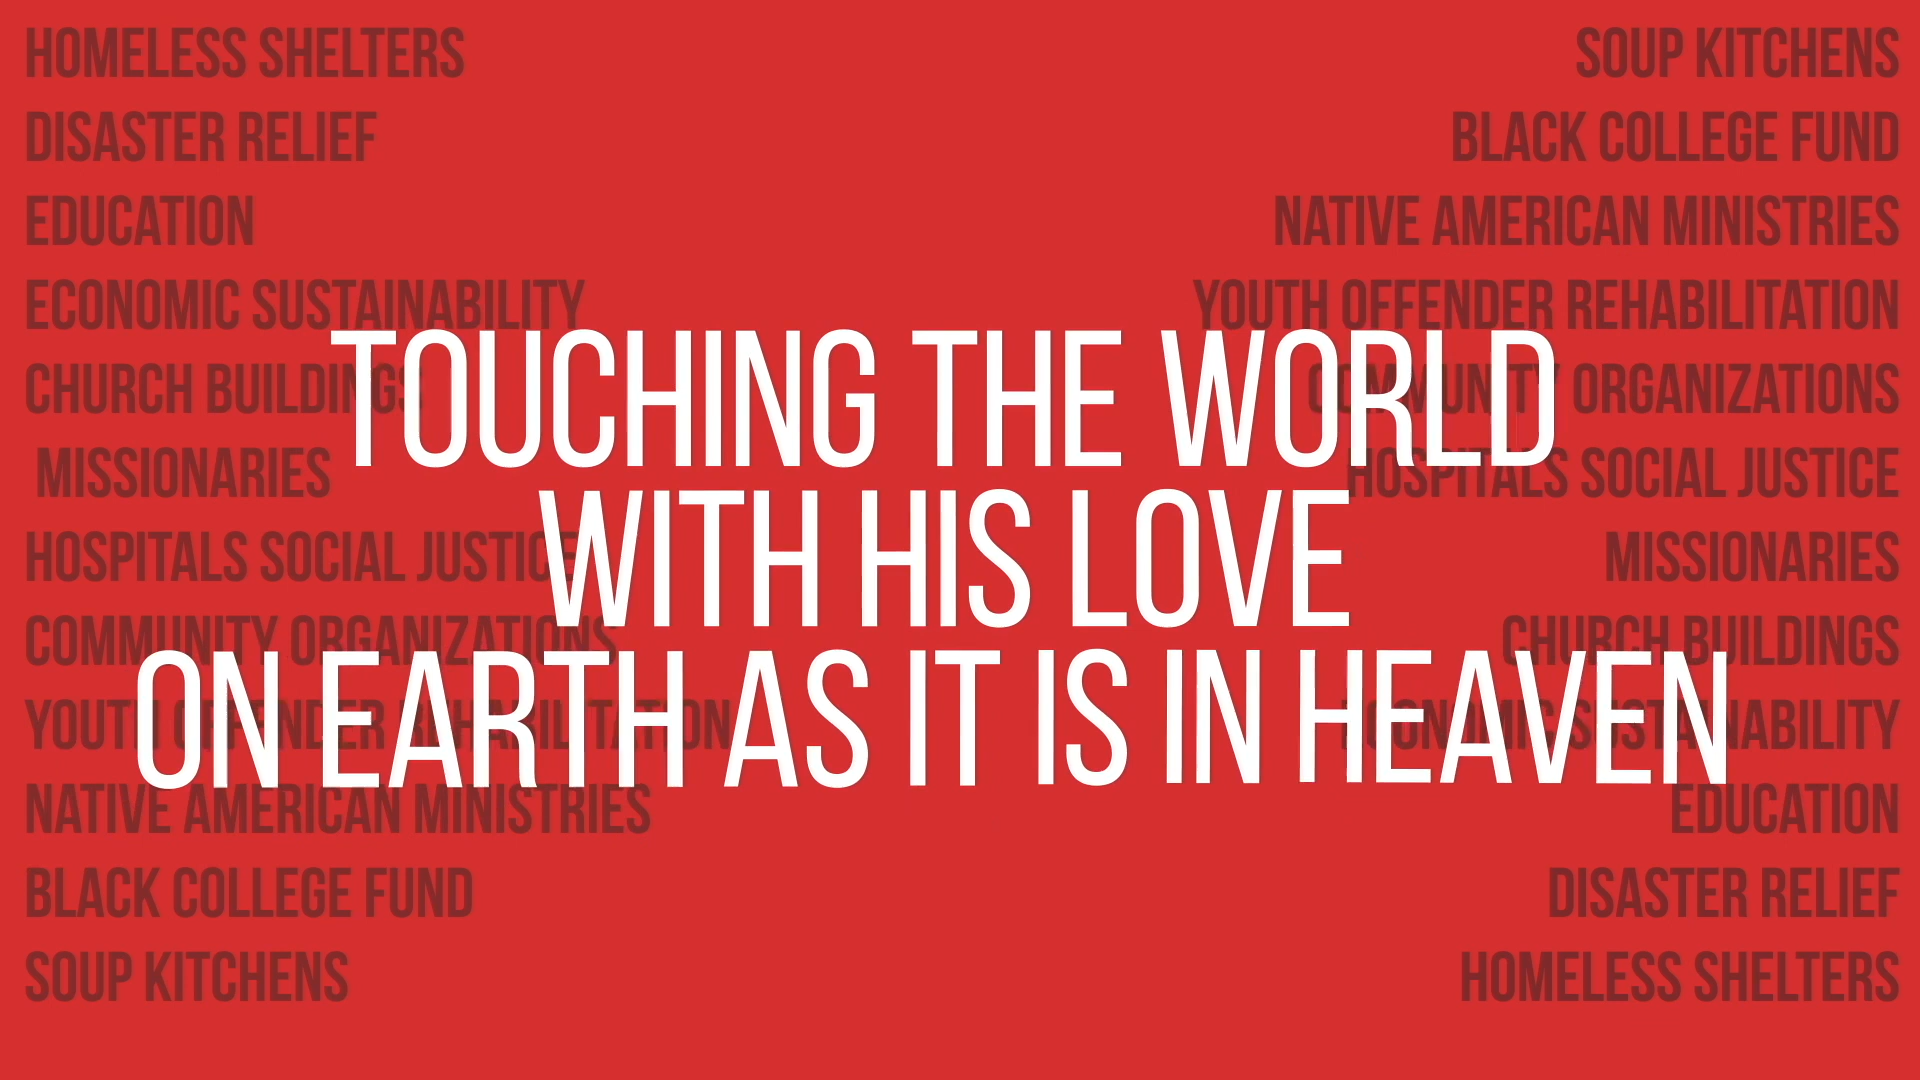 HOMELESS SHELTERS
DISASTER RELIEF
EDUCATION
ECONOMIC SUSTAINABILITY
CHURCH BUILDINGS
MISSIONARIES
HOSPITALS SOCIAL JUSTICE
COMMUNITY ORGANIZATIONS
YOUTH OFFENDER REHABILITATION
NATIVE AMERICAN MINISTRIES
BLACK COLLEGE FUND
SOUP KITCHENS
TOUCHING THE WORLD
WITH HIS LOVE
ON EARTH AS IT IS IN HEAVEN
SOUP KITCHENS
BLACK COLLEGE FUND
NATIVE AMERICAN MINISTRIES
YOUTH OFFENDER REHABILITATION
COMMUNITY ORGANIZATIONS
HOSPITALS SOCIAL JUSTICE
MISSIONARIES
CHURCH BUILDINGS
ECONOMIC SUSTAINABILITY
EDUCATION
DISASTER RELIEF
HOMELESS SHELTERS